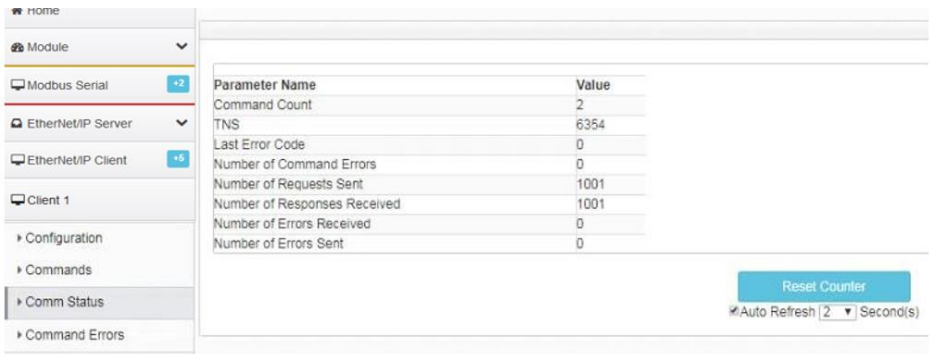 Home
Module
Modbus Serial +2
EtherNet/IP Server
EtherNet/IP Client +5
Client 1
Configuration
Commands
Comm Status
Command Errors
Parameter Name Value
Command Count 2
TNS 6354
Last Error Code 0
Number of Command Errors 0
Number of Requests Sent 1001
Number of Responses Received 1001
Number of Errors Received 0
Number of Errors Sent 0
Reset Counter
Auto Refresh 2 Second(s)